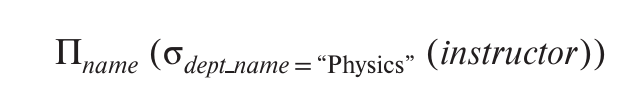 Π_name (σ_dept_name = “Physics” (instructor))